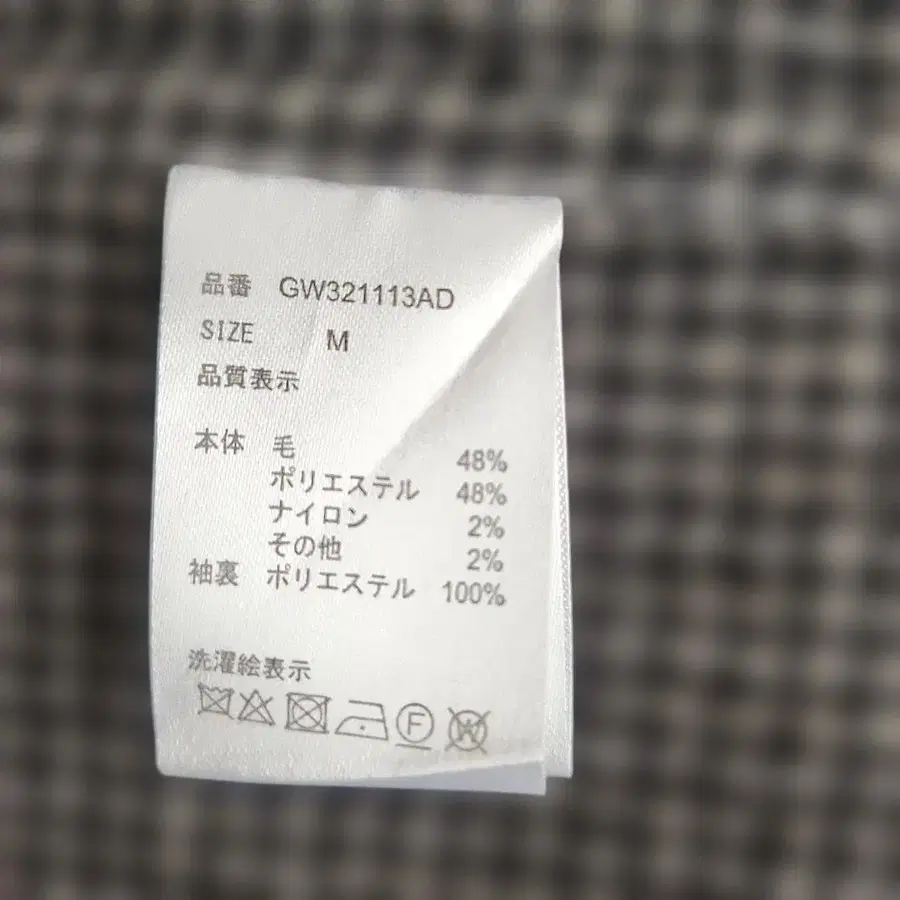 品番 GW321113AD
SIZE M
品質表示
本体 毛 48%
ポリエステル 48%
ナイロン 2%
その他 2%
袖裏 ポリエステル 100%
洗濯絵表示
F W